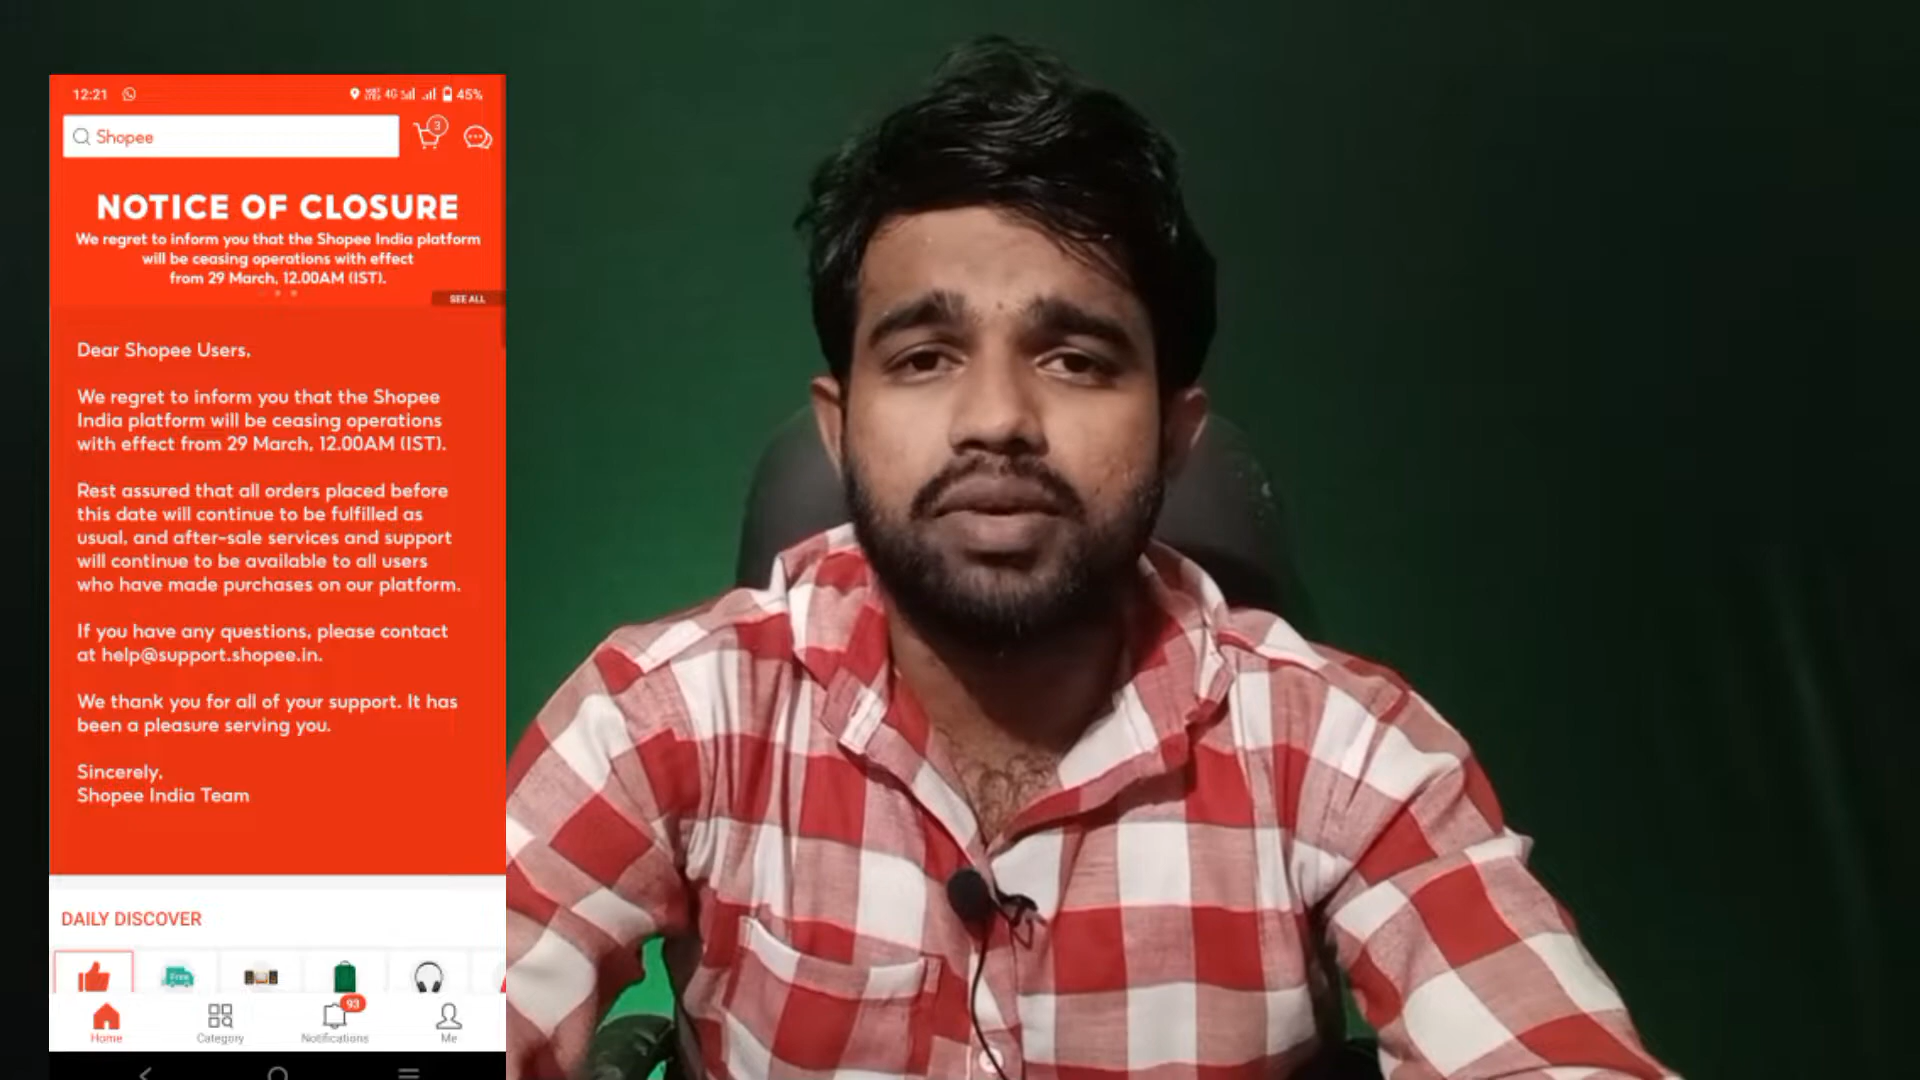 12:21
4G
45%
Shopee
3
NOTICE OF CLOSURE
We regret to inform you that the Shopee India platform
will be ceasing operations with effect
from 29 March, 12.00AM (IST).
SEE ALL
Dear Shopee Users,
We regret to inform you that the Shopee
India platform will be ceasing operations
with effect from 29 March, 12.00AM (IST).
Rest assured that all orders placed before
this date will continue to be fulfilled as
usual, and after-sale services and support
will continue to be available to all users
who have made purchases on our platform.
If you have any questions, please contact
at help@support.shopee.in.
We thank you for all of your support. It has
been a pleasure serving you.
Sincerely,
Shopee India Team
DAILY DISCOVER
Free
93
Home
Category
Notifications
Me